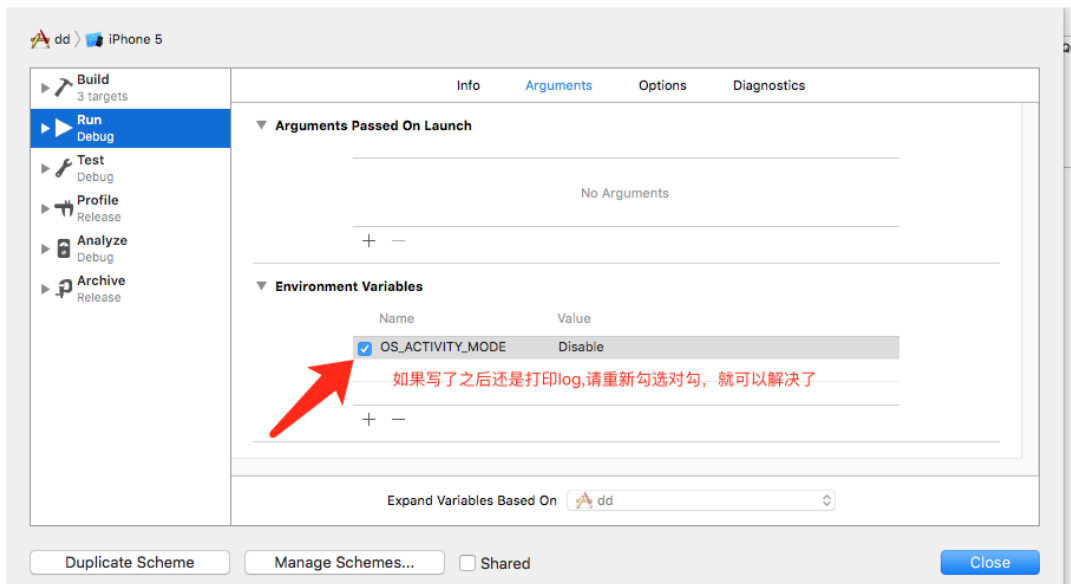 dd 〉 iPhone 5
Build
3 targets
Run
Debug
Test
Debug
Profile
Release
Analyze
Debug
Archive
Release
Info Arguments Options Diagnostics
Arguments Passed On Launch
No Arguments
+ −
Environment Variables
Name Value
OS_ACTIVITY_MODE Disable
如果写了之后还是打印log,请重新勾选对勾，就可以解决了
+ −
Expand Variables Based On dd
Duplicate Scheme Manage Schemes... Shared Close